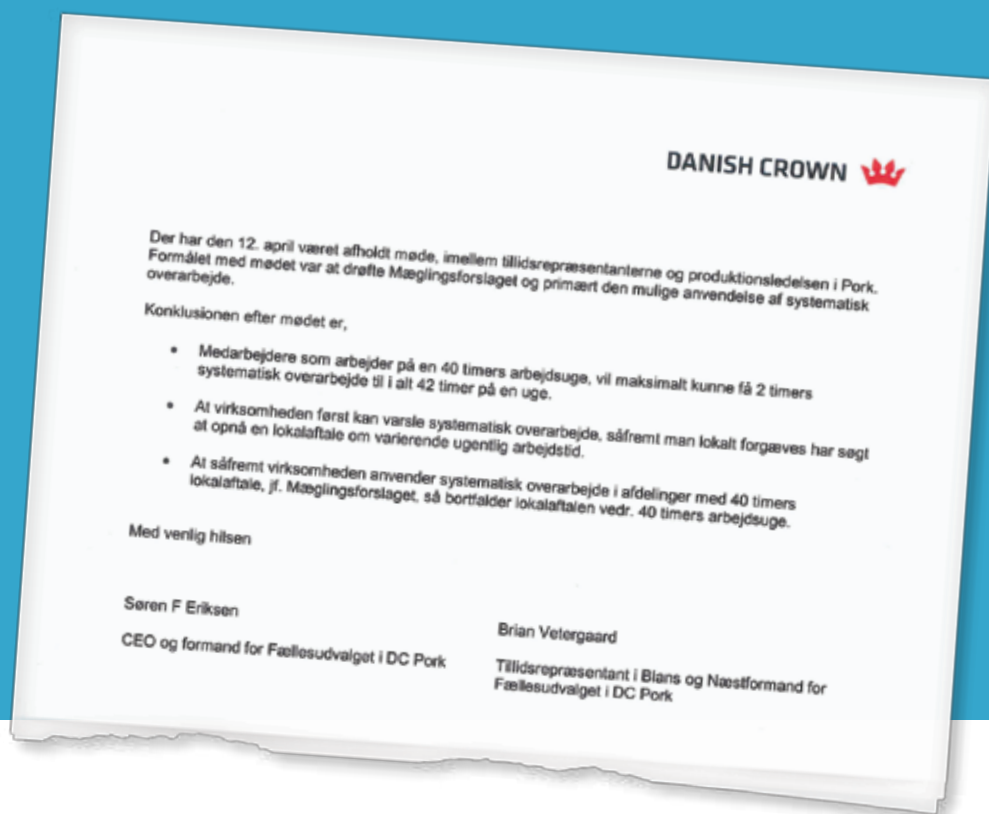 DANISH CROWN
Der har den 12. april været afholdt møde, imellem tillidsrepræsentanterne og produktionsledelsen i Pork.
Formålet med mødet var at drøfte Mæglingsforslaget og primært den mulige anvendelse af systematisk
overarbejde.
Konklusionen efter mødet er,
• Medarbejdere som arbejder på en 40 timers arbejdsuge, vil maksimalt kunne få 2 timers
systematisk overarbejde til i alt 42 timer på en uge.
• At virksomheden først kan varsle systematisk overarbejde, såfremt man lokalt forgæves har søgt
at opnå en lokalaftale om varierende ugentlig arbejdstid.
• At såfremt virksomheden anvender systematisk overarbejde i afdelinger med 40 timers
lokalaftale, jf. Mæglingsforslaget, så bortfalder lokalaftalen vedr. 40 timers arbejdsuge.
Med venlig hilsen
Søren F Eriksen
CEO og formand for Fællesudvalget i DC Pork
Brian Vetergaard
Tillidsrepræsentant i Blans og Næstformand for
Fællesudvalget i DC Pork